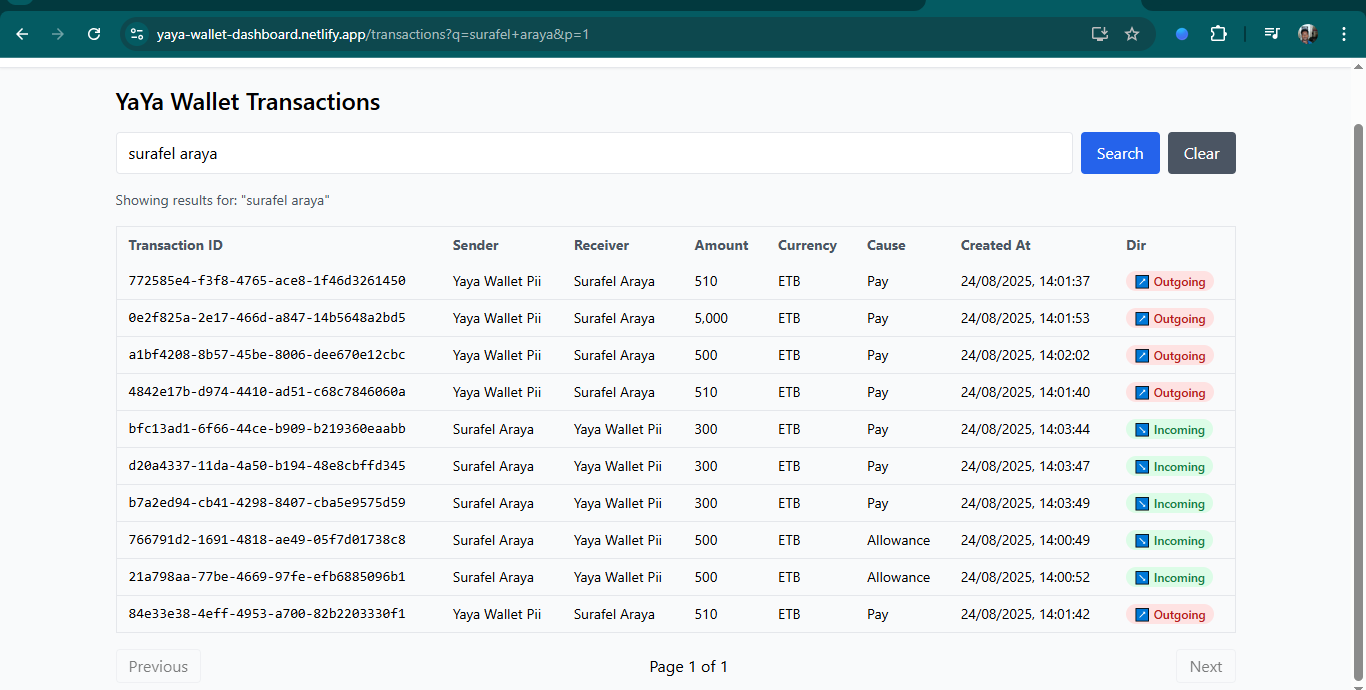 yaya-wallet-dashboard.netlify.app/transactions?q=surafel+araya&p=1
YaYa Wallet Transactions
surafel araya Search Clear
Showing results for: "surafel araya"
Transaction ID Sender Receiver Amount Currency Cause Created At Dir
772585e4-f3f8-4765-ace8-1f46d3261450 Yaya Wallet Pii Surafel Araya 510 ETB Pay 24/08/2025, 14:01:37 Outgoing
0e2f825a-2e17-466d-a847-14b5648a2bd5 Yaya Wallet Pii Surafel Araya 5,000 ETB Pay 24/08/2025, 14:01:53 Outgoing
a1bf4208-8b57-45be-8006-dee670e12cbc Yaya Wallet Pii Surafel Araya 500 ETB Pay 24/08/2025, 14:02:02 Outgoing
4842e17b-d974-4410-ad51-c68c7846060a Yaya Wallet Pii Surafel Araya 510 ETB Pay 24/08/2025, 14:01:40 Outgoing
bfc13ad1-6f66-44ce-b909-b219360eaabb Surafel Araya Yaya Wallet Pii 300 ETB Pay 24/08/2025, 14:03:44 Incoming
d20a4337-11da-4a50-b194-48e8cbffd345 Surafel Araya Yaya Wallet Pii 300 ETB Pay 24/08/2025, 14:03:47 Incoming
b7a2ed94-cb41-4298-8407-cba5e9575d59 Surafel Araya Yaya Wallet Pii 300 ETB Pay 24/08/2025, 14:03:49 Incoming
766791d2-1691-4818-ae49-05f7d01738c8 Surafel Araya Yaya Wallet Pii 500 ETB Allowance 24/08/2025, 14:00:49 Incoming
21a798aa-77be-4669-97fe-efb6885096b1 Surafel Araya Yaya Wallet Pii 500 ETB Allowance 24/08/2025, 14:00:52 Incoming
84e33e38-4eff-4953-a700-82b2203330f1 Yaya Wallet Pii Surafel Araya 510 ETB Pay 24/08/2025, 14:01:42 Outgoing
Previous Page 1 of 1 Next